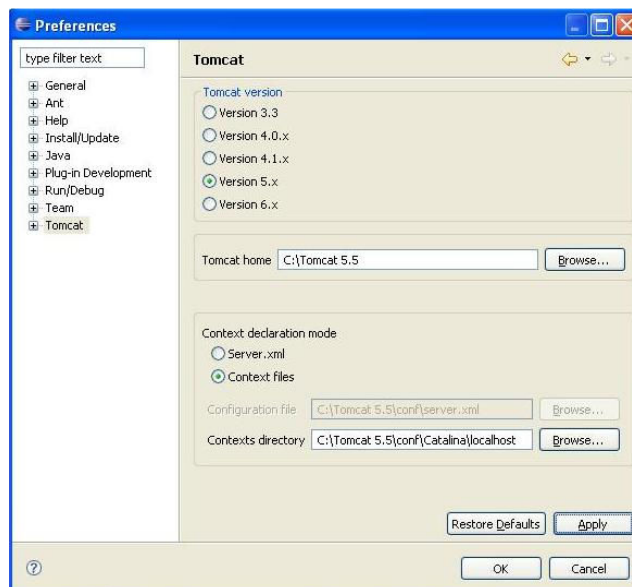 Preferences
type filter text
General
Ant
Help
Install/Update
Java
Plug-in Development
Run/Debug
Team
Tomcat
Tomcat
Tomcat version
Version 3.3
Version 4.0.x
Version 4.1.x
Version 5.x
Version 6.x
Tomcat home C:\Tomcat 5.5 Browse...
Context declaration mode
Server.xml
Context files
Configuration file C:\Tomcat 5.5\conf\server.xml Browse...
Contexts directory C:\Tomcat 5.5\conf\Catalina\localhost Browse...
Restore Defaults Apply
? OK Cancel